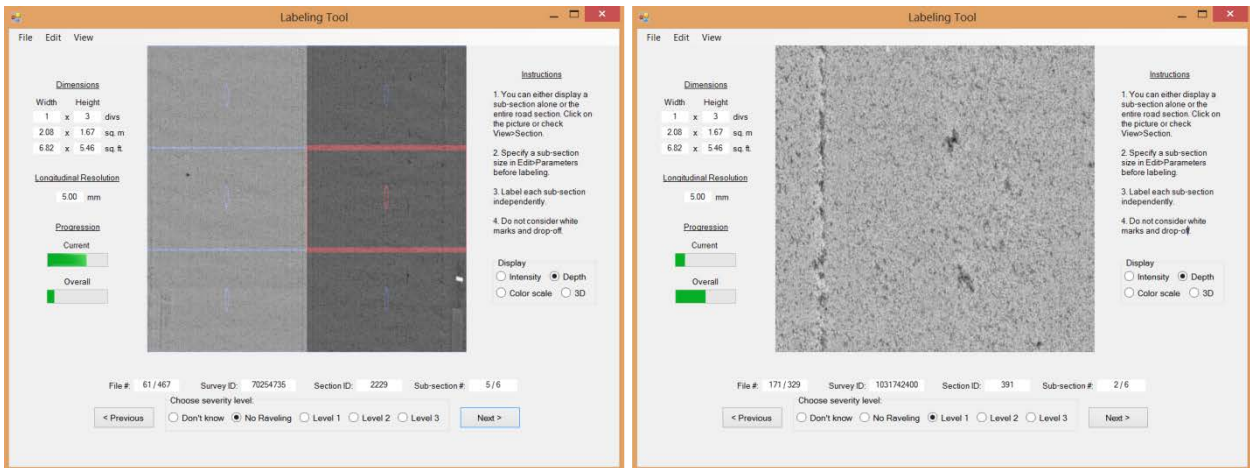 Labeling Tool
File Edit View
Dimensions
Width Height
1 x 3 divs
2.08 x 1.67 sq. m
6.82 x 5.46 sq. ft.
Longitudinal Resolution
5.00 mm
Progression
Current
Overall
Instructions
1. You can either display a
sub-section alone or the
entire road section. Click on
the picture or check
View>Section.
2. Specify a sub-section
size in Edit>Parameters
before labeling.
3. Label each sub-section
independently.
4. Do not consider white
marks and drop-off.
Display
Intensity Depth
Color scale 3D
File #: 61 / 467 Survey ID: 70254735 Section ID: 2229 Sub-section #: 5 / 6
Choose severity level:
< Previous Don't know No Raveling Level 1 Level 2 Level 3 Next >
Labeling Tool
File Edit View
Dimensions
Width Height
1 x 3 divs
2.08 x 1.67 sq. m
6.82 x 5.46 sq. ft.
Longitudinal Resolution
5.00 mm
Progression
Current
Overall
Instructions
1. You can either display a
sub-section alone or the
entire road section. Click on
the picture or check
View>Section.
2. Specify a sub-section
size in Edit>Parameters
before labeling.
3. Label each sub-section
independently.
4. Do not consider white
marks and drop-off.
Display
Intensity Depth
Color scale 3D
File #: 171 / 329 Survey ID: 1031742400 Section ID: 391 Sub-section #: 2 / 6
Choose severity level:
< Previous Don't know No Raveling Level 1 Level 2 Level 3 Next >